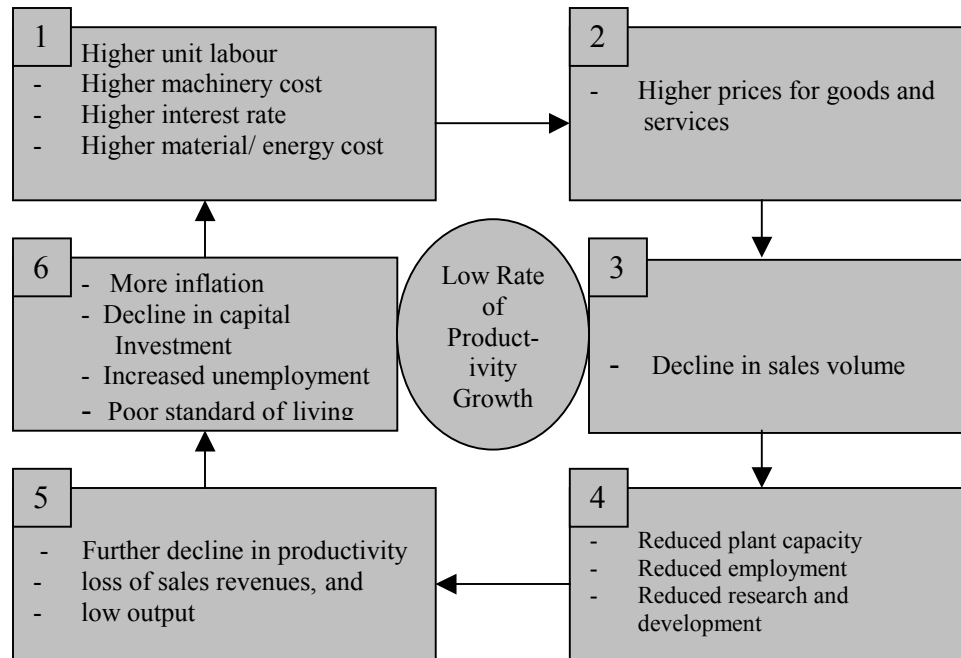 1
Higher unit labour
- Higher machinery cost
- Higher interest rate
- Higher material/ energy cost
2
- Higher prices for goods and
services
3
- Decline in sales volume
4
- Reduced plant capacity
- Reduced employment
- Reduced research and
development
5
- Further decline in productivity
- loss of sales revenues, and
- low output
6
- More inflation
- Decline in capital
Investment
- Increased unemployment
- Poor standard of living
Low Rate
of
Product-
ivity
Growth